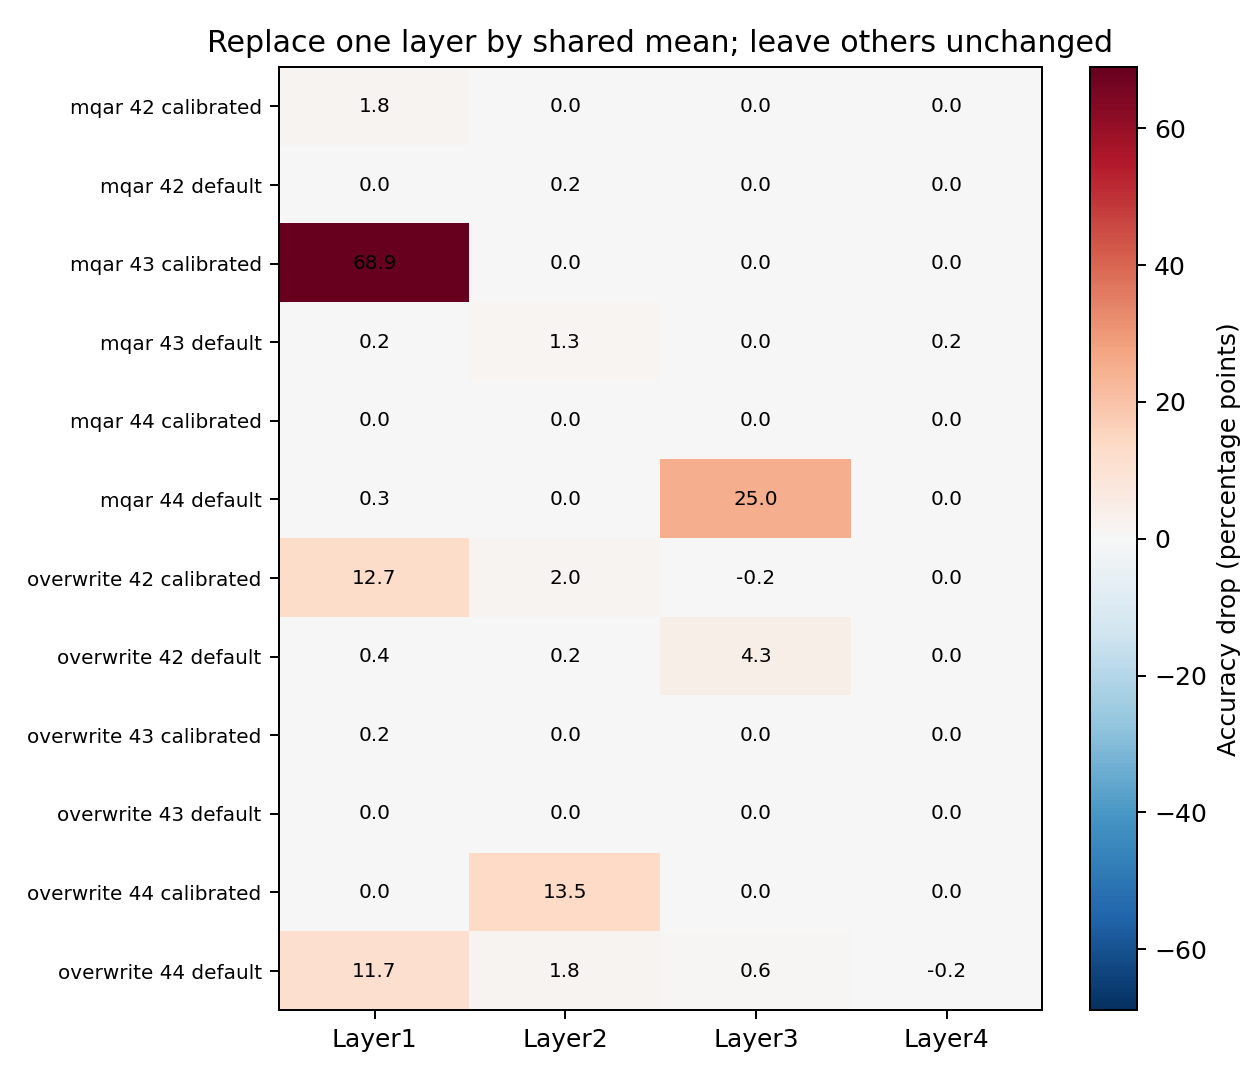 Replace one layer by shared mean; leave others unchanged
mqar 42 calibrated 1.8 0.0 0.0 0.0
mqar 42 default 0.0 0.2 0.0 0.0
mqar 43 calibrated 68.9 0.0 0.0 0.0
mqar 43 default 0.2 1.3 0.0 0.2
mqar 44 calibrated 0.0 0.0 0.0 0.0
mqar 44 default 0.3 0.0 25.0 0.0
overwrite 42 calibrated 12.7 2.0 -0.2 0.0
overwrite 42 default 0.4 0.2 4.3 0.0
overwrite 43 calibrated 0.2 0.0 0.0 0.0
overwrite 43 default 0.0 0.0 0.0 0.0
overwrite 44 calibrated 0.0 13.5 0.0 0.0
overwrite 44 default 11.7 1.8 0.6 -0.2
Layer1 Layer2 Layer3 Layer4
60
40
20
0
−20
−40
−60
Accuracy drop (percentage points)